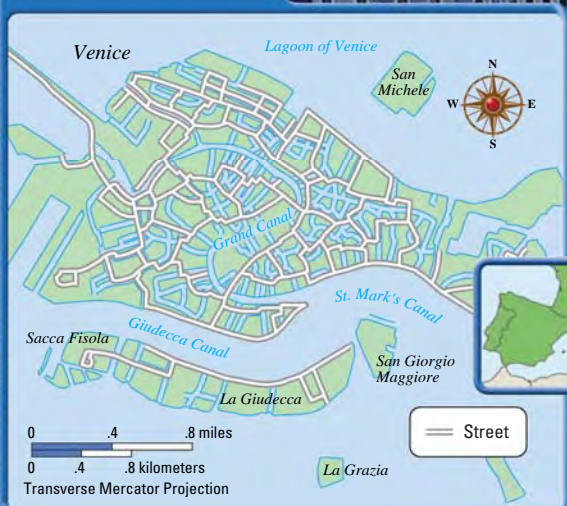 Venice
Lagoon of Venice
San
Michele
N
W
E
S
Grand Canal
St. Mark's Canal
Giudecca Canal
Sacca Fisola
San Giorgio
Maggiore
La Giudecca
0 .4 .8 miles
0 .4 .8 kilometers
Transverse Mercator Projection
Street
La Grazia